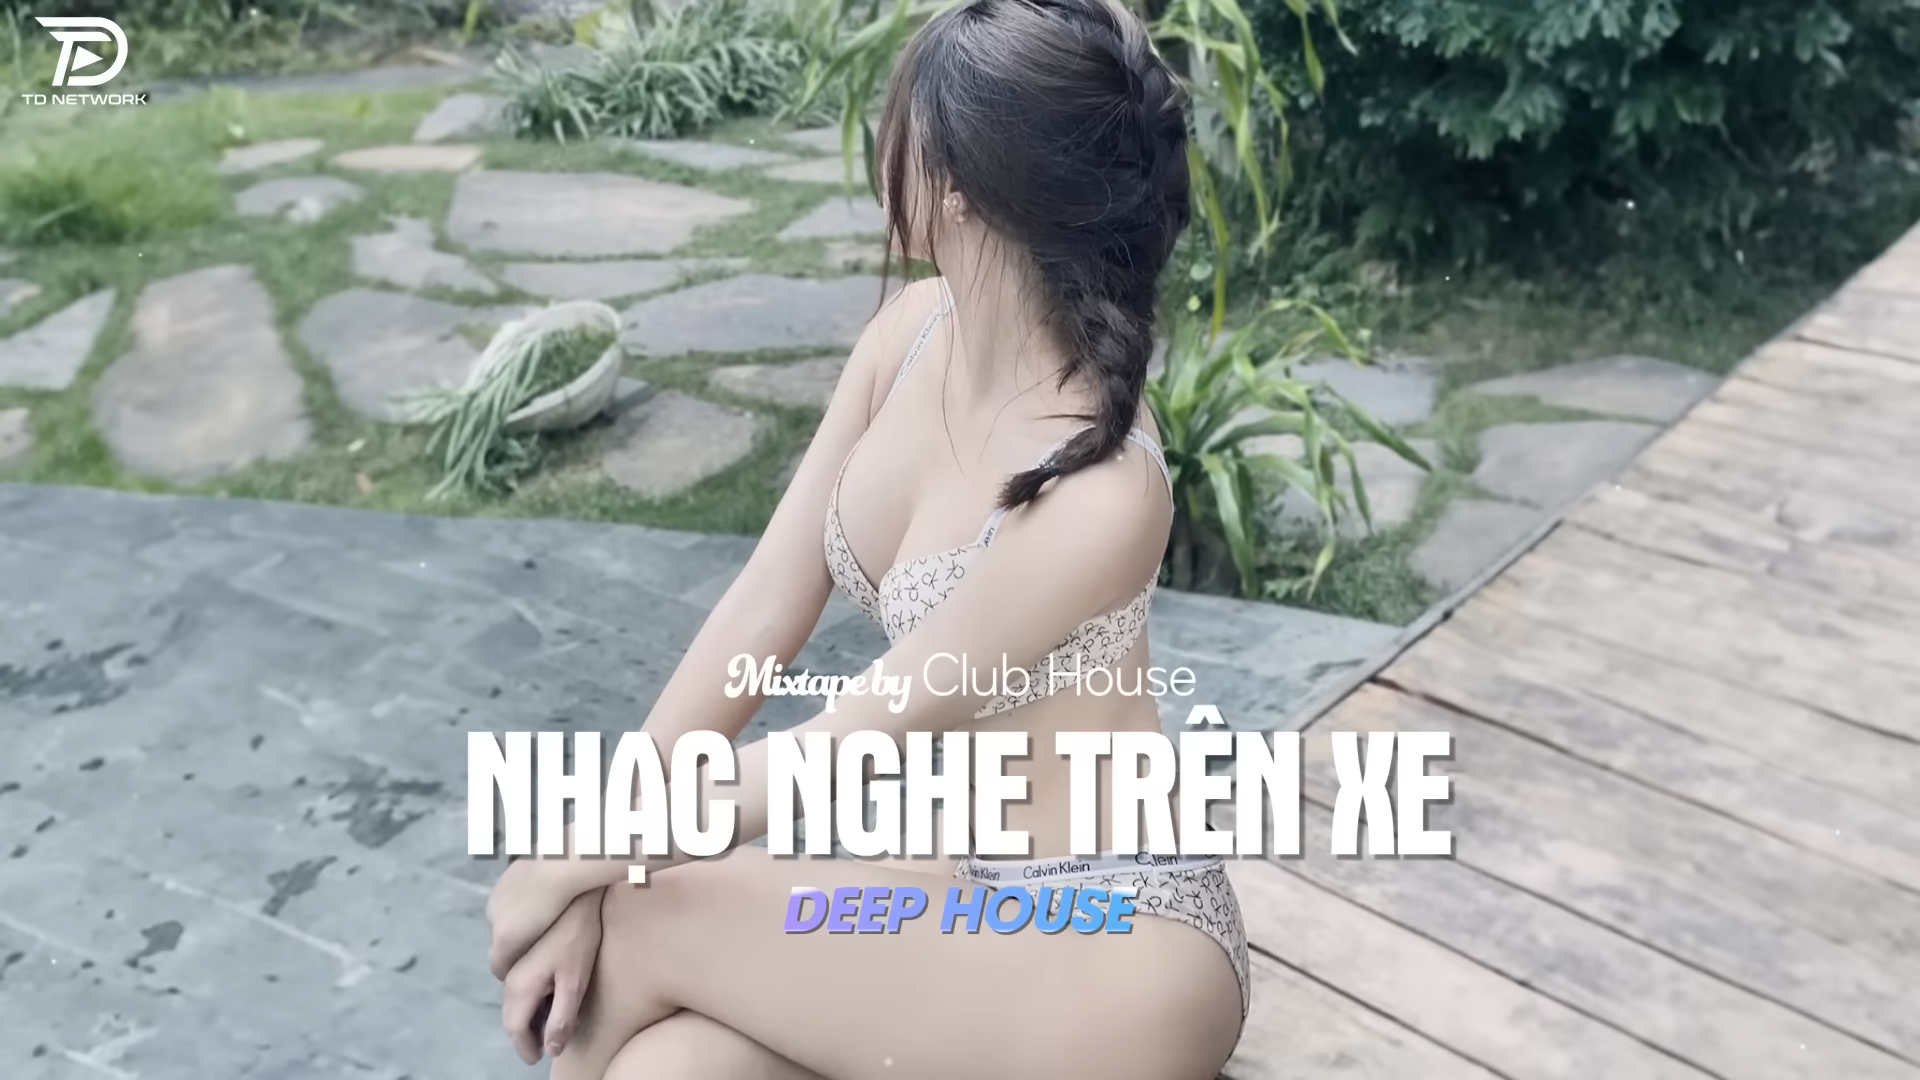 TD NETWORK
Calvin Klein
Mixtape by Club House
NHẠC NGHE TRÊN XE
Calvin Klein
DEEP HOUSE